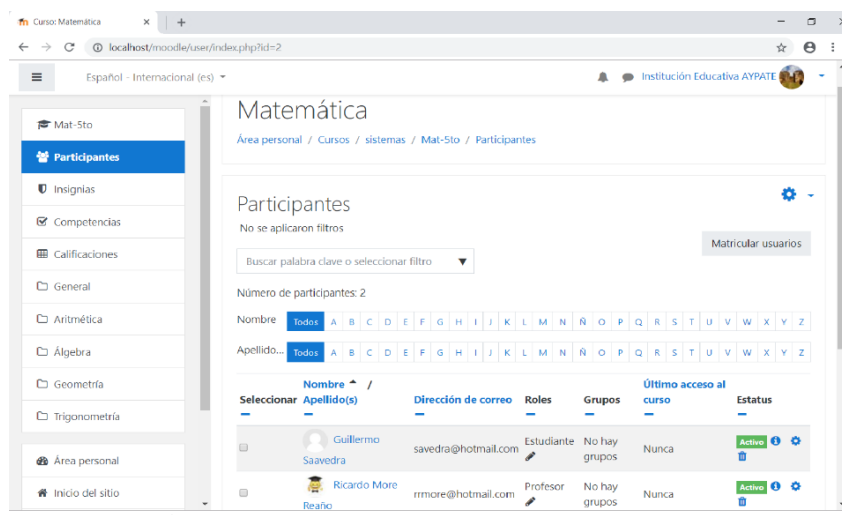 Curso: Matemática
localhost/moodle/user/index.php?id=2
Español - Internacional (es)
Institución Educativa AYPATE
Mat-5to
Participantes
Insignias
Competencias
Calificaciones
General
Aritmética
Álgebra
Geometría
Trigonometría
Área personal
Inicio del sitio
Matemática
Área personal / Cursos / sistemas / Mat-5to / Participantes
Participantes
No se aplicaron filtros
Matricular usuarios
Buscar palabra clave o seleccionar filtro
Número de participantes: 2
Nombre Todos A B C D E F G H I J K L M N Ñ O P Q R S T U V W X Y Z
Apellido... Todos A B C D E F G H I J K L M N Ñ O P Q R S T U V W X Y Z
Seleccionar Nombre / Apellido(s) Dirección de correo Roles Grupos Último acceso al curso Estatus
Guillermo Saavedra savedra@hotmail.com Estudiante No hay grupos Nunca Activo
Ricardo More Reaño rrmore@hotmail.com Profesor No hay grupos Nunca Activo